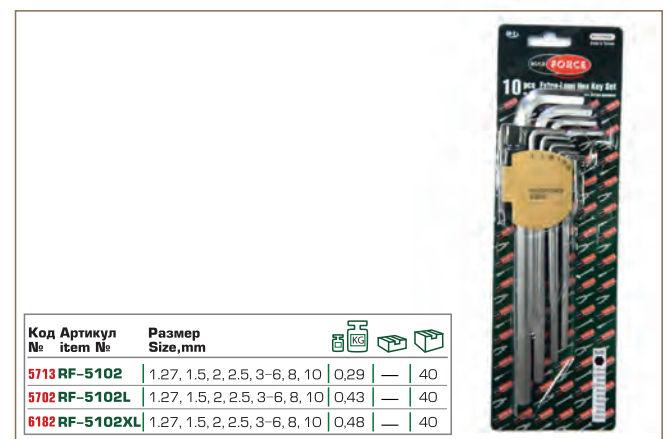 ROCK FORCE
10 pcs Extra-Long Hex Key Set
Код Артикул Размер
№ item № Size,mm KG
5713 RF-5102 1.27, 1.5, 2, 2.5, 3-6, 8, 10 0,29 — 40
5702 RF-5102L 1.27, 1.5, 2, 2.5, 3-6, 8, 10 0,43 — 40
6182 RF-5102XL 1.27, 1.5, 2, 2.5, 3-6, 8, 10 0,48 — 40